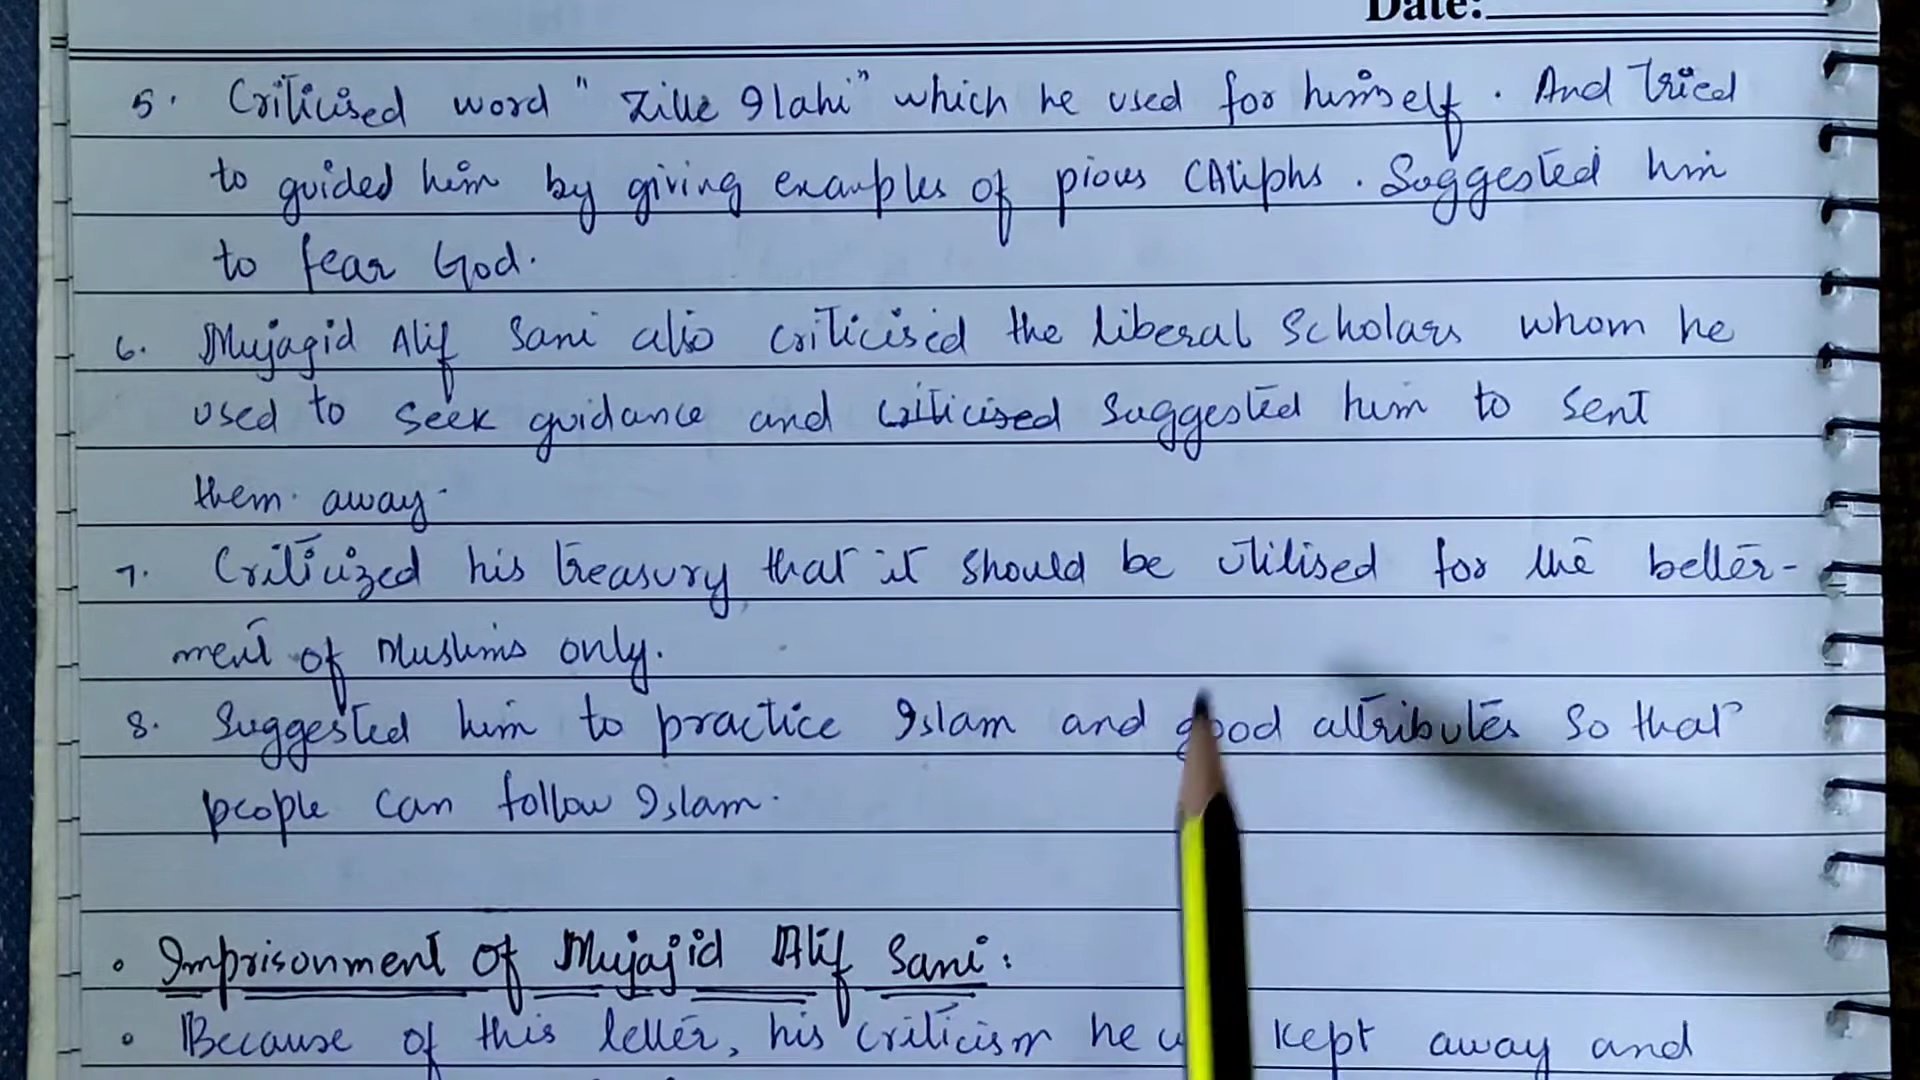 Date:
5. Criticised word "Zille Ilahi" which he used for himself. And tried
to guided him by giving examples of pious CAliphs. Suggested him
to fear God.
6. Mujagid Alif Sani also criticised the liberal Scholars whom he
used to seek guidance and criticised suggested him to sent
them away.
7. Criticized his treasury that it should be utilised for the better-
ment of Muslims only.
8. Suggested him to practice Islam and good attributes so that
people can follow Islam.
• Imprisonment of Mujajid Alif Sani:
• Because of this letter, his criticism he kept away and